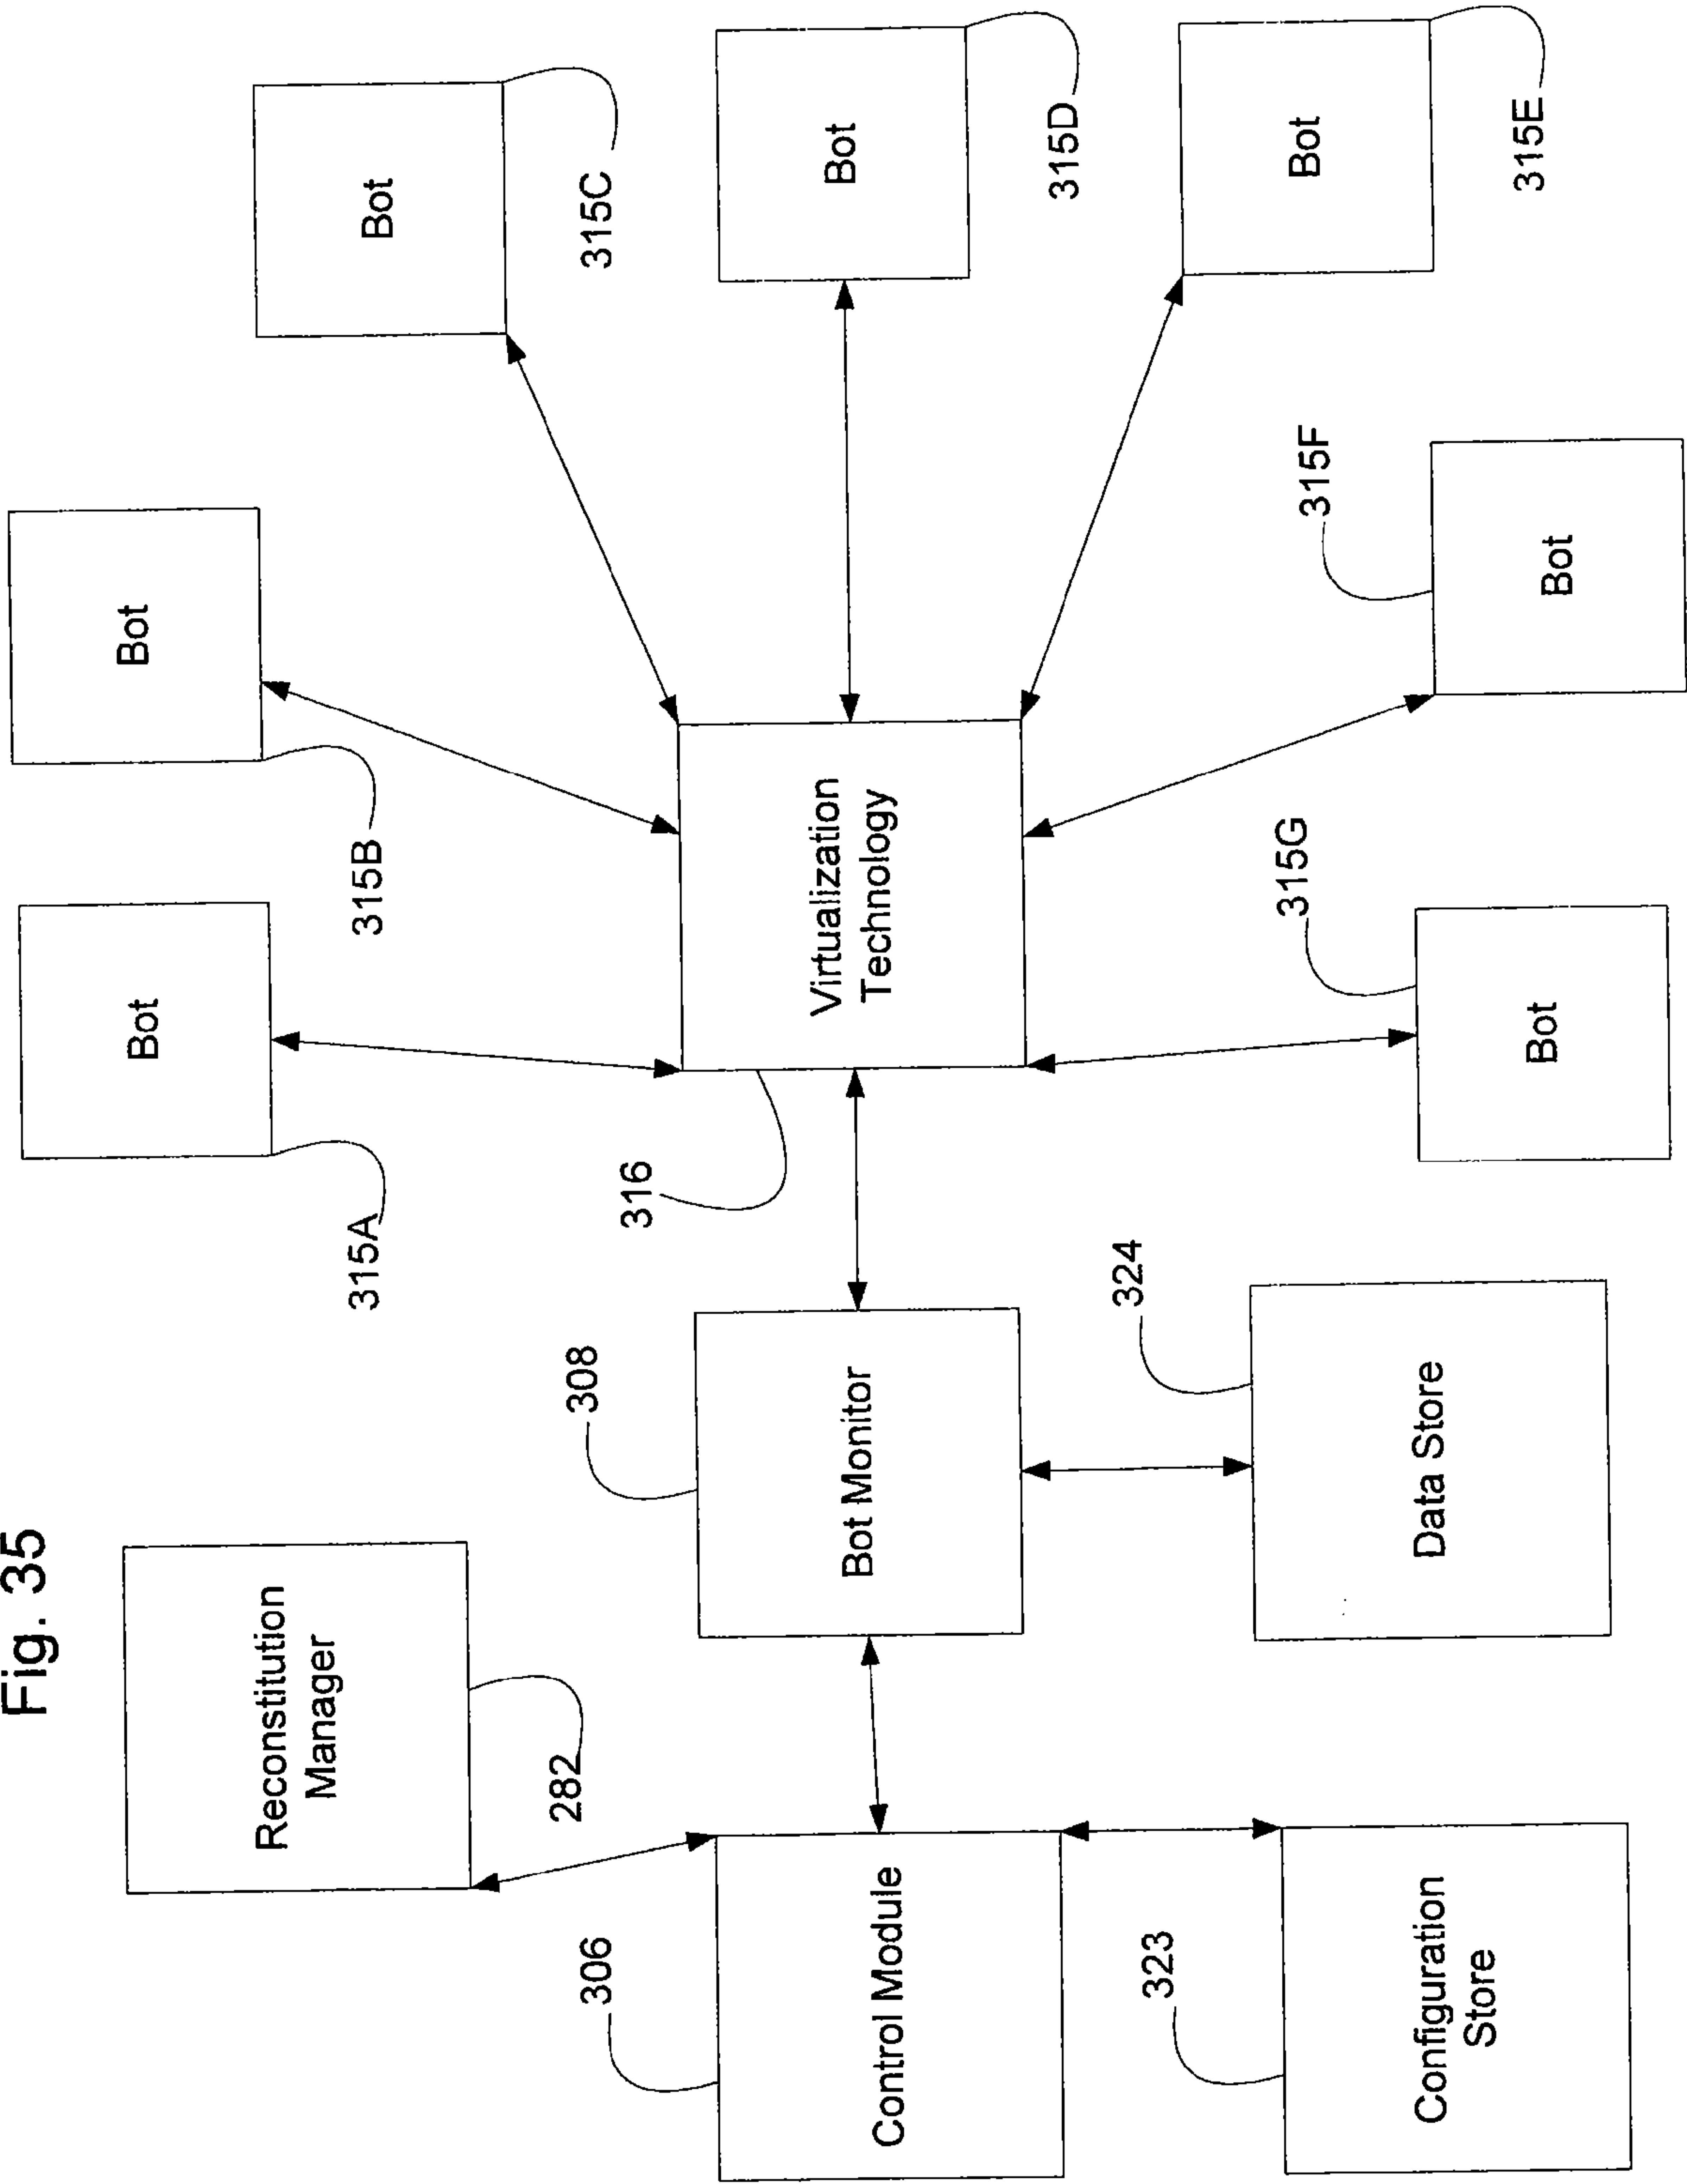 Fig. 35
Reconstitution
Manager
282
Control Module
306
Configuration
Store
323
Bot Monitor
308
Data Store
324
Virtualization
Technology
316
Bot
315A
Bot
315B
Bot
315C
Bot
315D
Bot
315E
Bot
315F
Bot
315G